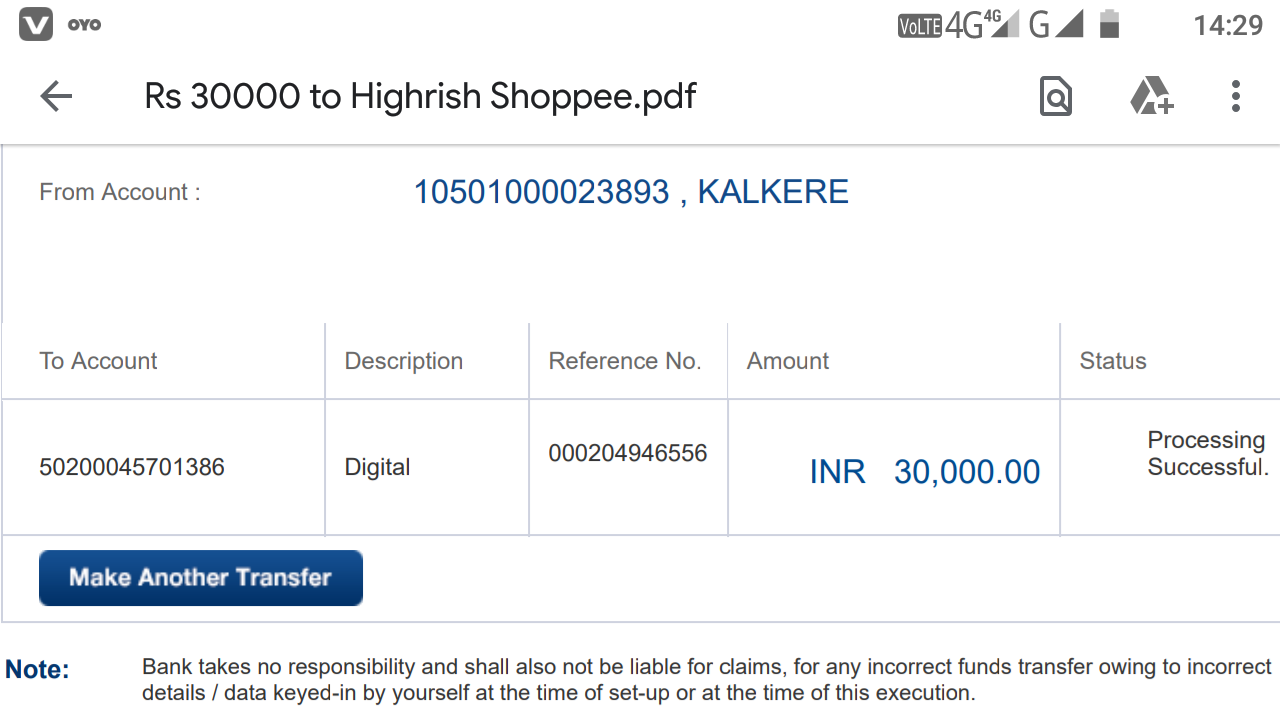 V OYO VoLTE 4G 4G G 14:29
Rs 30000 to Highrish Shoppee.pdf
From Account : 10501000023893 , KALKERE
To Account Description Reference No. Amount Status
50200045701386 Digital 000204946556 INR 30,000.00 Processing
Successful.
Make Another Transfer
Note: Bank takes no responsibility and shall also not be liable for claims, for any incorrect funds transfer owing to incorrect
details / data keyed-in by yourself at the time of set-up or at the time of this execution.